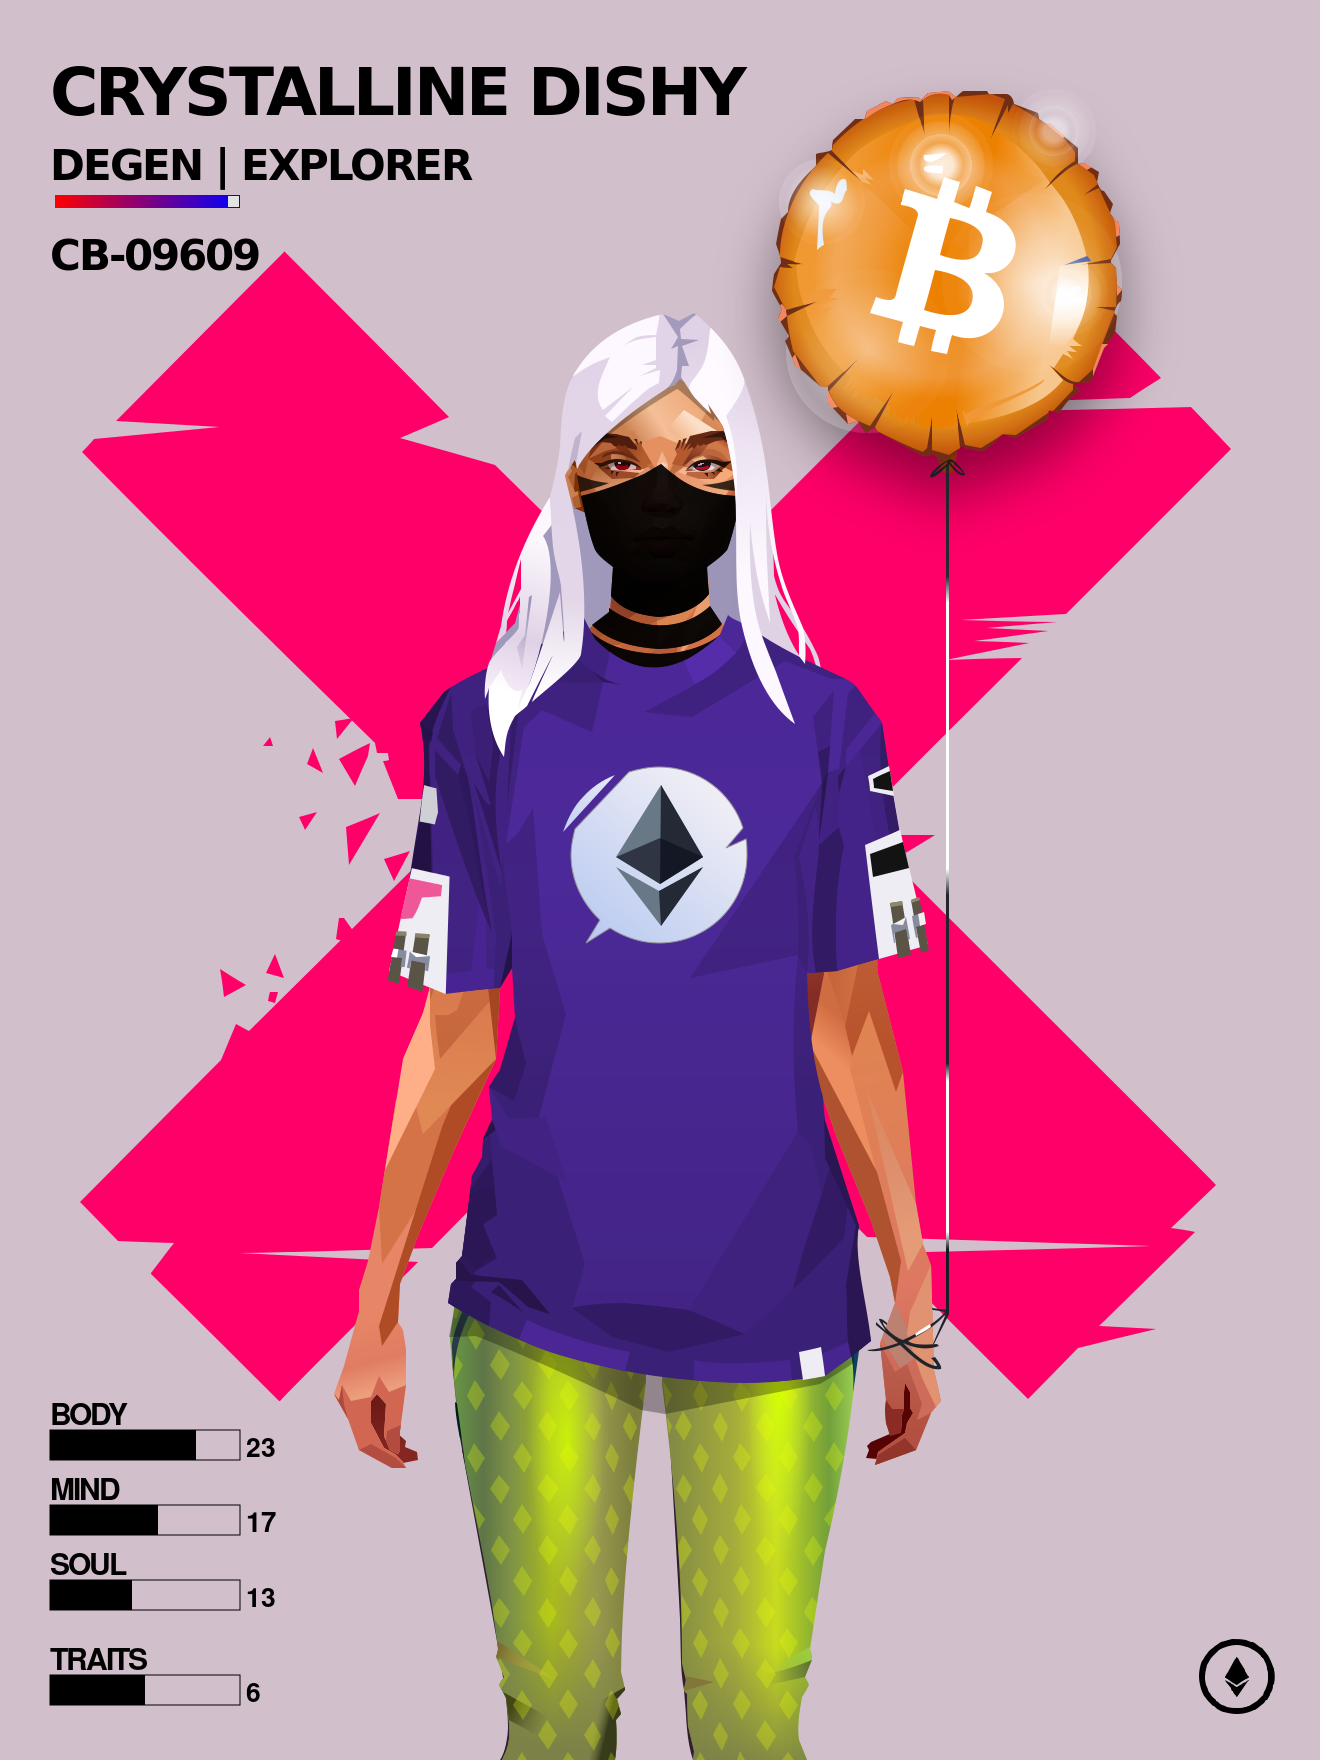 CRYSTALLINE DISHY
DEGEN | EXPLORER
CB-09609
BODY
23
MIND
17
SOUL
13
TRAITS
6